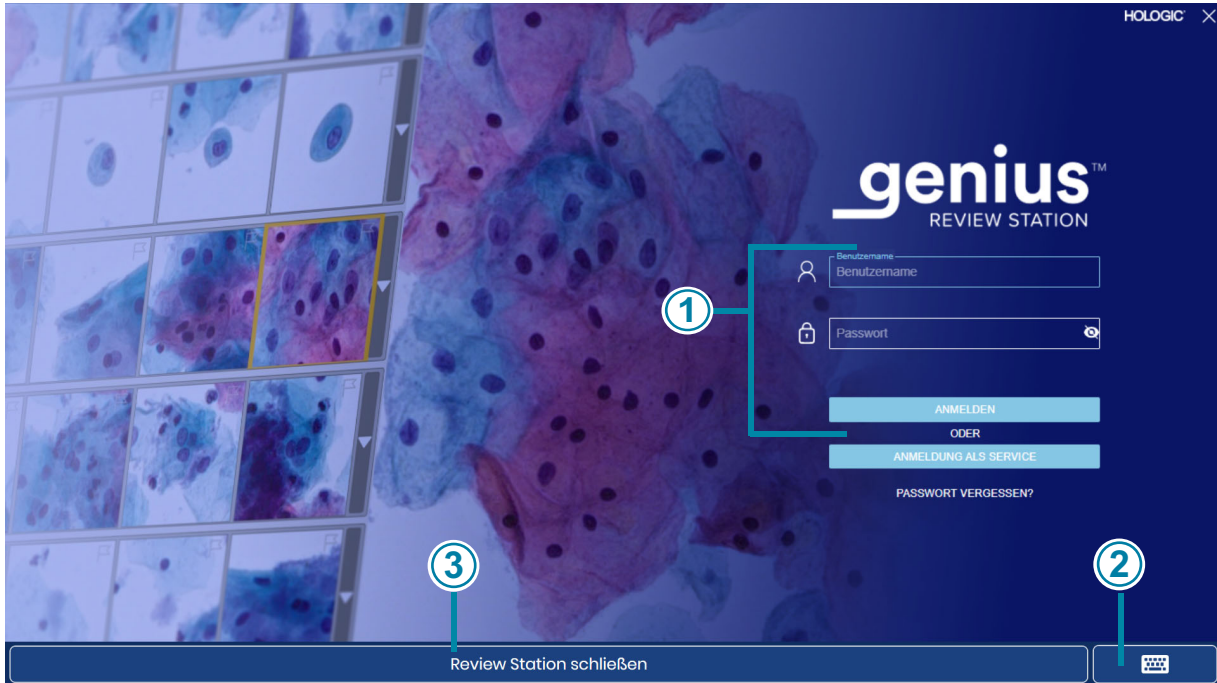 HOLOGIC
genius™
REVIEW STATION
Benutzername
Benutzername
1
Passwort
ANMELDEN
ODER
ANMELDUNG ALS SERVICE
PASSWORT VERGESSEN?
3
2
Review Station schließen